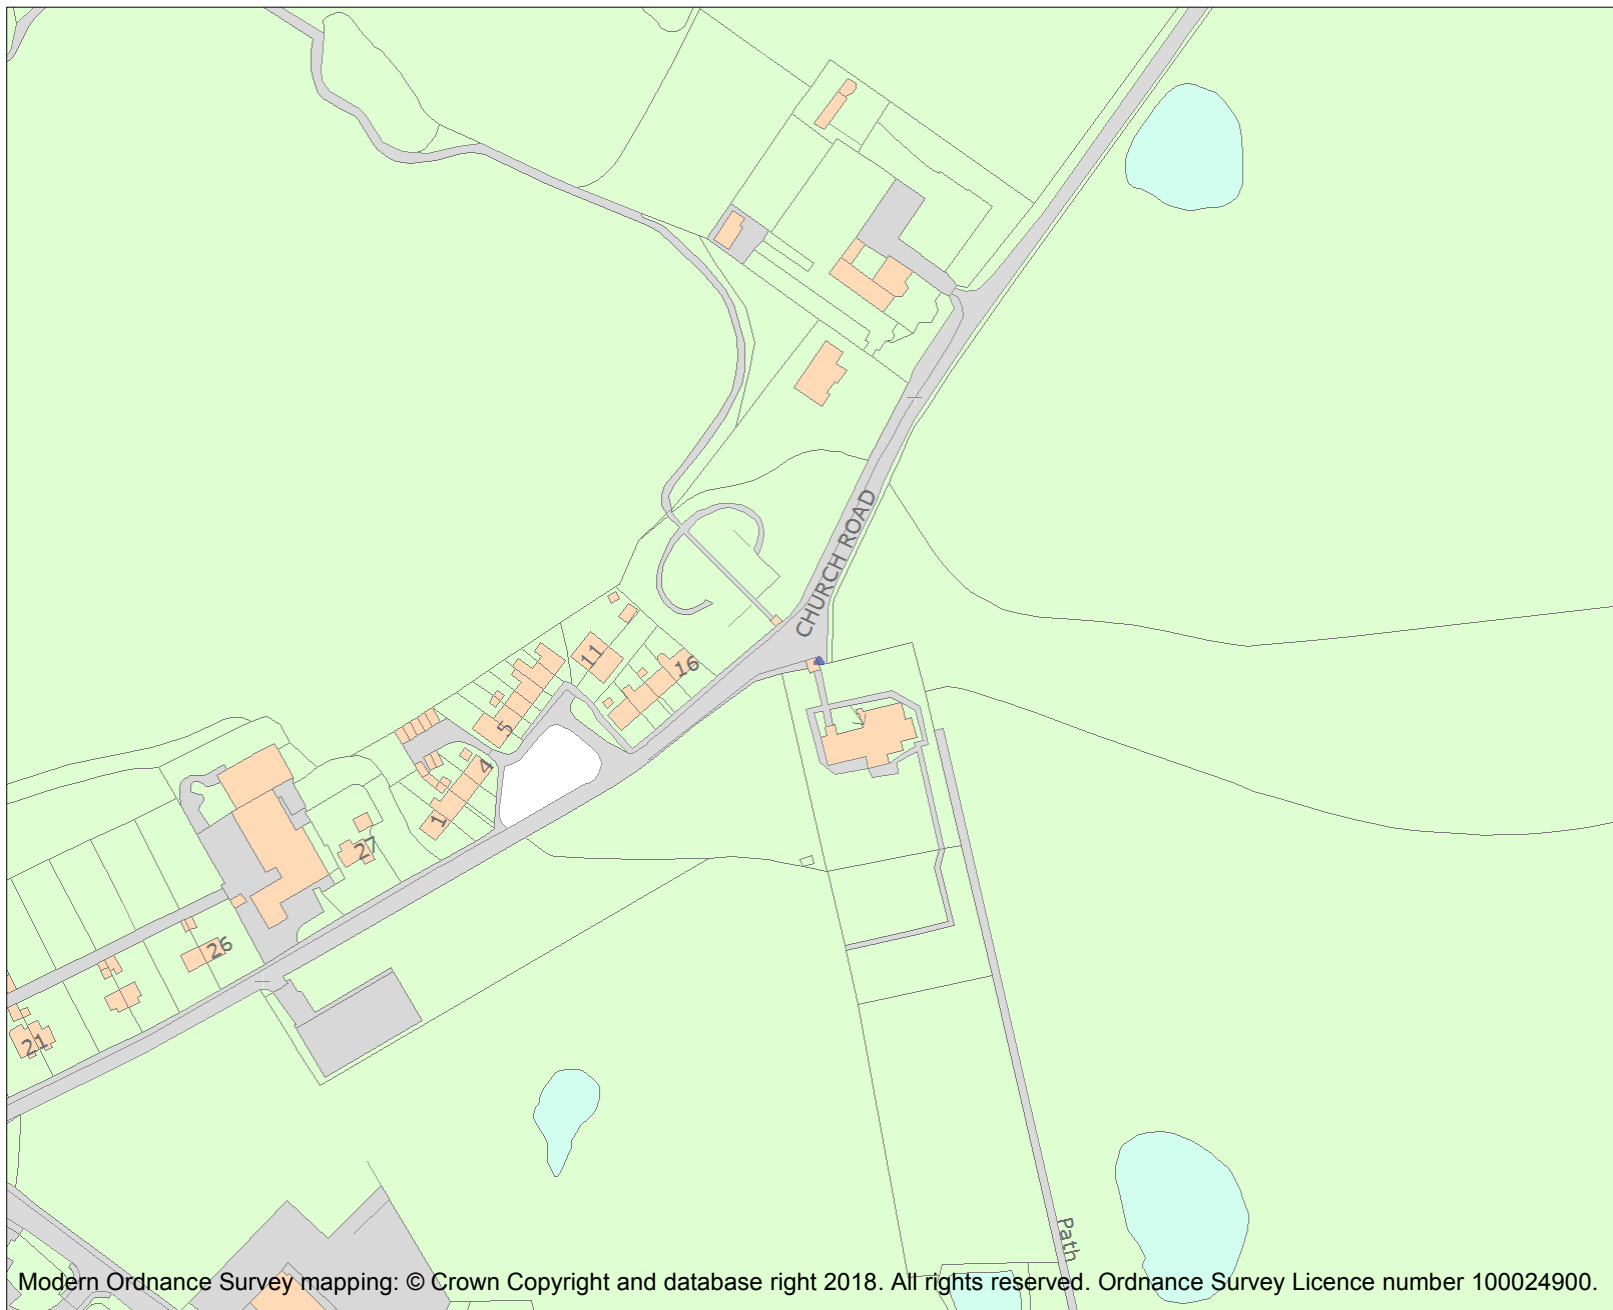 CHURCH ROAD
11
16
5
4
1
27
26
21
Path
Modern Ordnance Survey mapping: © Crown Copyright and database right 2018. All rights reserved. Ordnance Survey Licence number 100024900.